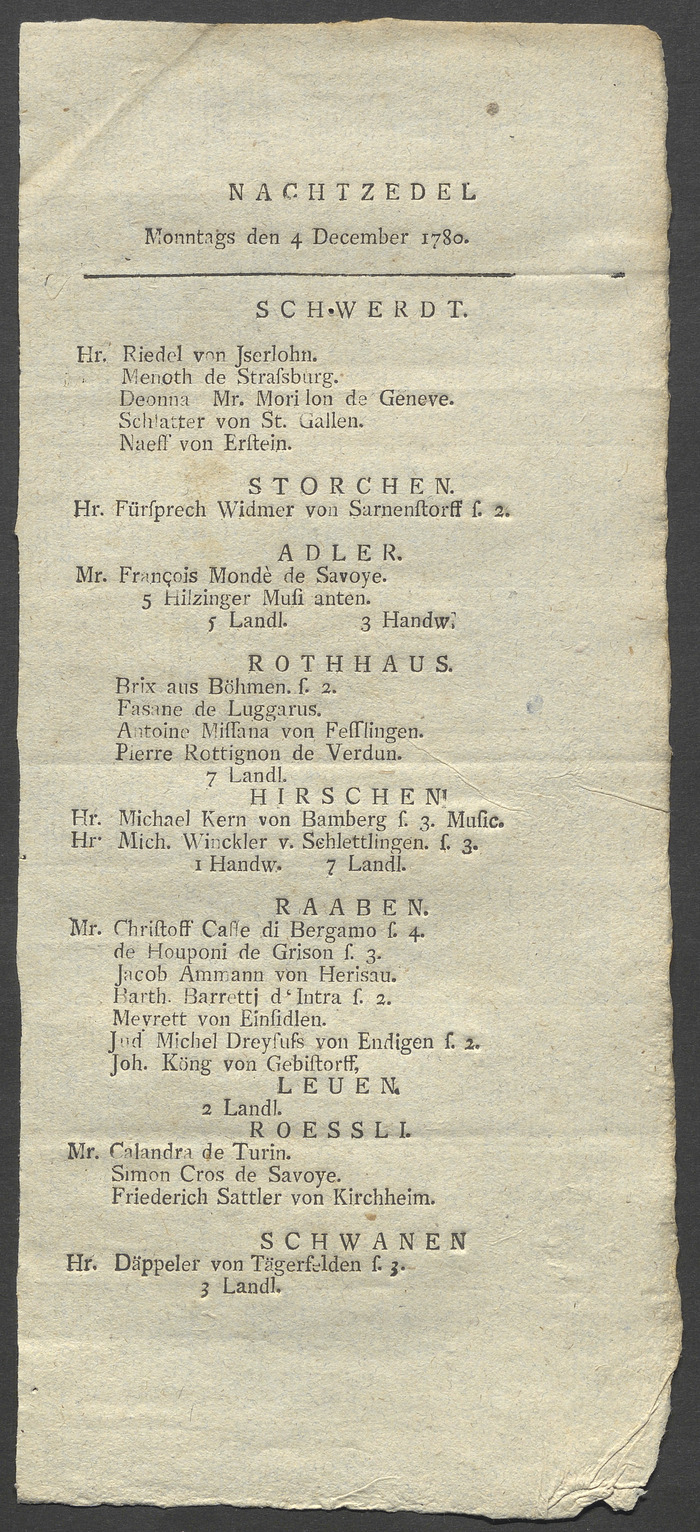 NACHTZEDEL
Monntags den 4 December 1780.
SCHWERDT.
Hr. Riedel von Jserlohn.
Menoth de Straſsburg.
Deonna Mr. Morillon de Geneve.
Schlatter von St. Gallen.
Naeff von Erſtein.
STORCHEN.
Hr. Fürſprech Widmer von Sarnenſtorff ſ. 2.
ADLER.
Mr. François Mondè de Savoye.
5 Hilzinger Muſicanten.
5 Landl. 3 Handw.
ROTHHAUS.
Brix aus Böhmen. ſ. 2.
Fasane de Luggarus.
Antoine Miſſana von Feſſlingen.
Pierre Rottignon de Verdun.
7 Landl.
HIRSCHEN
Hr. Michael Kern von Bamberg ſ. 3. Muſic.
Hr. Mich. Winckler v. Schlettlingen. ſ. 3.
1 Handw. 7 Landl.
RAABEN.
Mr. Chriſtoff Caſſe di Bergamo ſ. 4.
de Houponi de Grison ſ. 3.
Jacob Ammann von Herisau.
Barth. Barrettj d'Intra ſ. 2.
Meyrett von Einſidlen.
Jud Michel Dreyfuſs von Endigen ſ. 2.
Joh. Köng von Gebiſtorff,
LEUEN.
2 Landl.
ROESSLI.
Mr. Calandra de Turin.
Simon Cros de Savoye.
Friederich Sattler von Kirchheim.
SCHWANEN
Hr. Däppeler von Tägerfelden ſ. 3.
3 Landl.